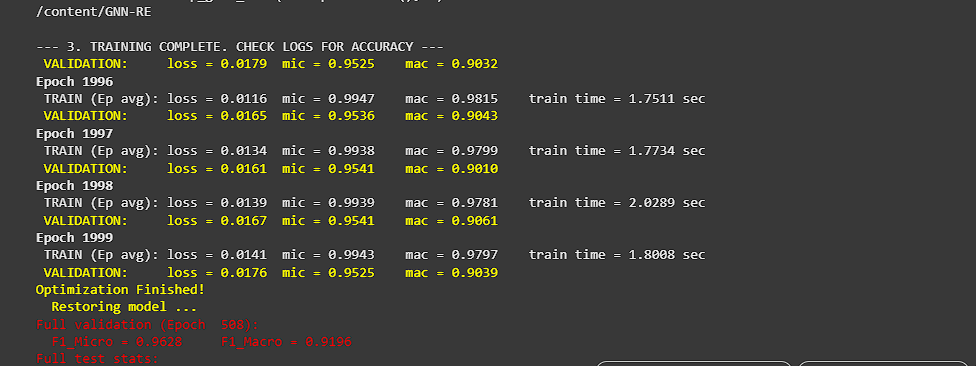 /content/GNN-RE
--- 3. TRAINING COMPLETE. CHECK LOGS FOR ACCURACY ---
VALIDATION: loss = 0.0179 mic = 0.9525 mac = 0.9032
Epoch 1996
TRAIN (Ep avg): loss = 0.0116 mic = 0.9947 mac = 0.9815 train time = 1.7511 sec
VALIDATION: loss = 0.0165 mic = 0.9536 mac = 0.9043
Epoch 1997
TRAIN (Ep avg): loss = 0.0134 mic = 0.9938 mac = 0.9799 train time = 1.7734 sec
VALIDATION: loss = 0.0161 mic = 0.9541 mac = 0.9010
Epoch 1998
TRAIN (Ep avg): loss = 0.0139 mic = 0.9939 mac = 0.9781 train time = 2.0289 sec
VALIDATION: loss = 0.0167 mic = 0.9541 mac = 0.9061
Epoch 1999
TRAIN (Ep avg): loss = 0.0141 mic = 0.9943 mac = 0.9797 train time = 1.8008 sec
VALIDATION: loss = 0.0176 mic = 0.9525 mac = 0.9039
Optimization Finished!
Restoring model ...
Full validation (Epoch 508):
F1_Micro = 0.9628 F1_Macro = 0.9196
Full test stats: